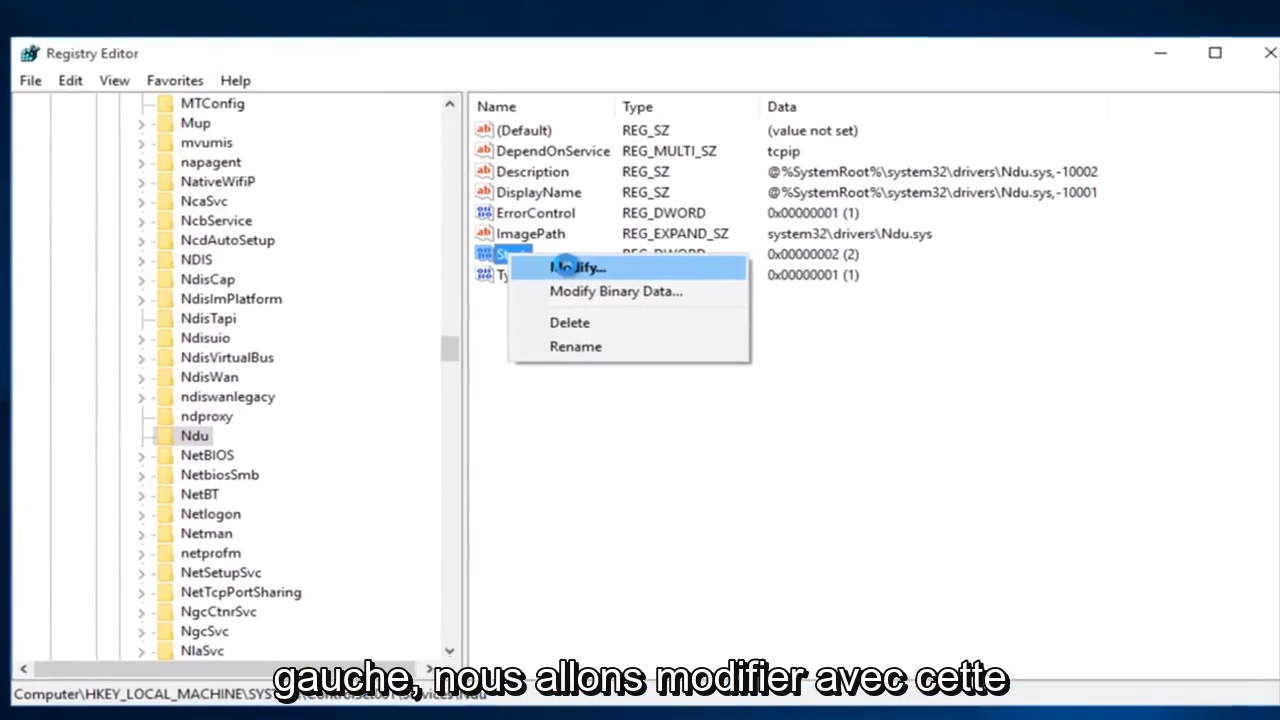 Registry Editor
File Edit View Favorites Help
MTConfig
Mup
mvumis
napagent
NativeWifiP
NcaSvc
NcbService
NcdAutoSetup
NDIS
NdisCap
NdisImPlatform
NdisTapi
Ndisuio
NdisVirtualBus
NdisWan
ndiswanlegacy
ndproxy
Ndu
NetBIOS
NetbiosSmb
NetBT
Netlogon
Netman
netprofm
NetSetupSvc
NetTcpPortSharing
NgcCtnrSvc
NgcSvc
NlaSvc
Name Type Data
(Default) REG_SZ (value not set)
DependOnService REG_MULTI_SZ tcpip
Description REG_SZ @%SystemRoot%\system32\drivers\Ndu.sys,-10002
DisplayName REG_SZ @%SystemRoot%\system32\drivers\Ndu.sys,-10001
ErrorControl REG_DWORD 0x00000001 (1)
ImagePath REG_EXPAND_SZ system32\drivers\Ndu.sys
REG_DWORD 0x00000002 (2)
0x00000001 (1)
Modify...
Modify Binary Data...
Delete
Rename
gauche, nous allons modifier avec cette
Computer\HKEY_LOCAL_MACHINE\SYS